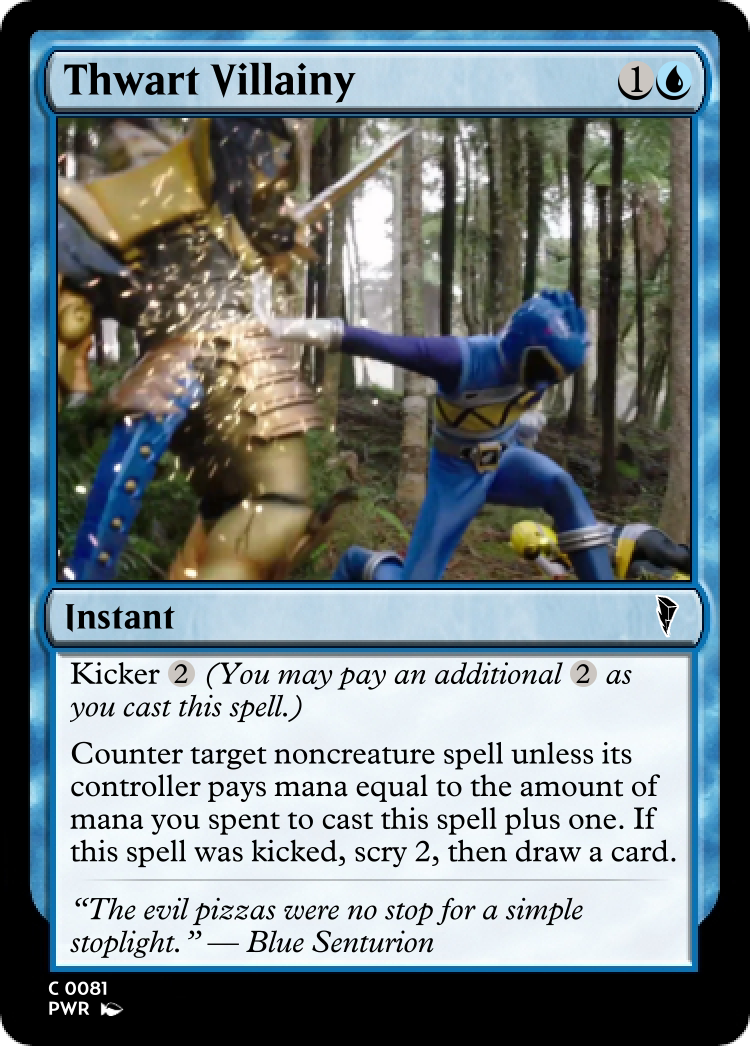 Thwart Villainy 1
Instant
Kicker 2 (You may pay an additional 2 as
you cast this spell.)
Counter target noncreature spell unless its
controller pays mana equal to the amount of
mana you spent to cast this spell plus one. If
this spell was kicked, scry 2, then draw a card.
“The evil pizzas were no stop for a simple
stoplight.” — Blue Senturion
C 0081
PWR